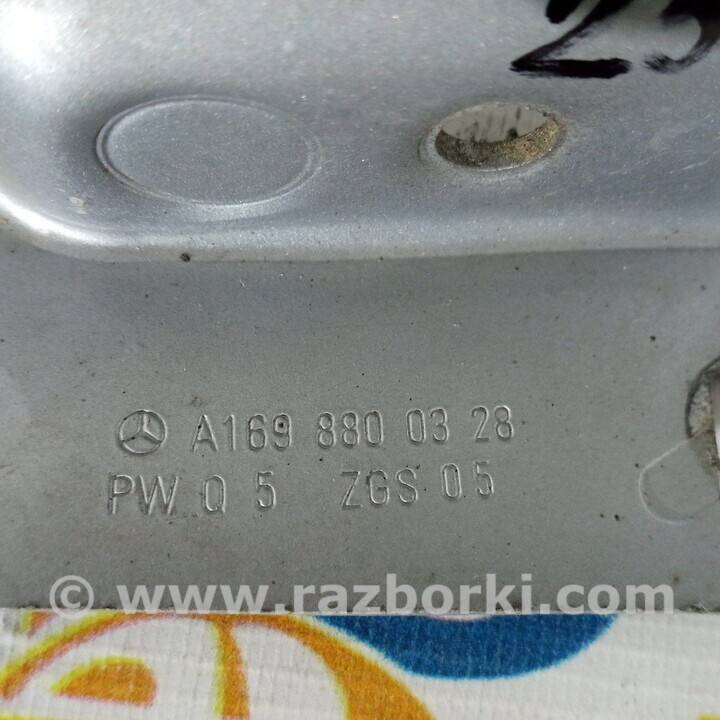 A169 880 03 28
PW Q 5 ZGS 05
© www.razborki.com